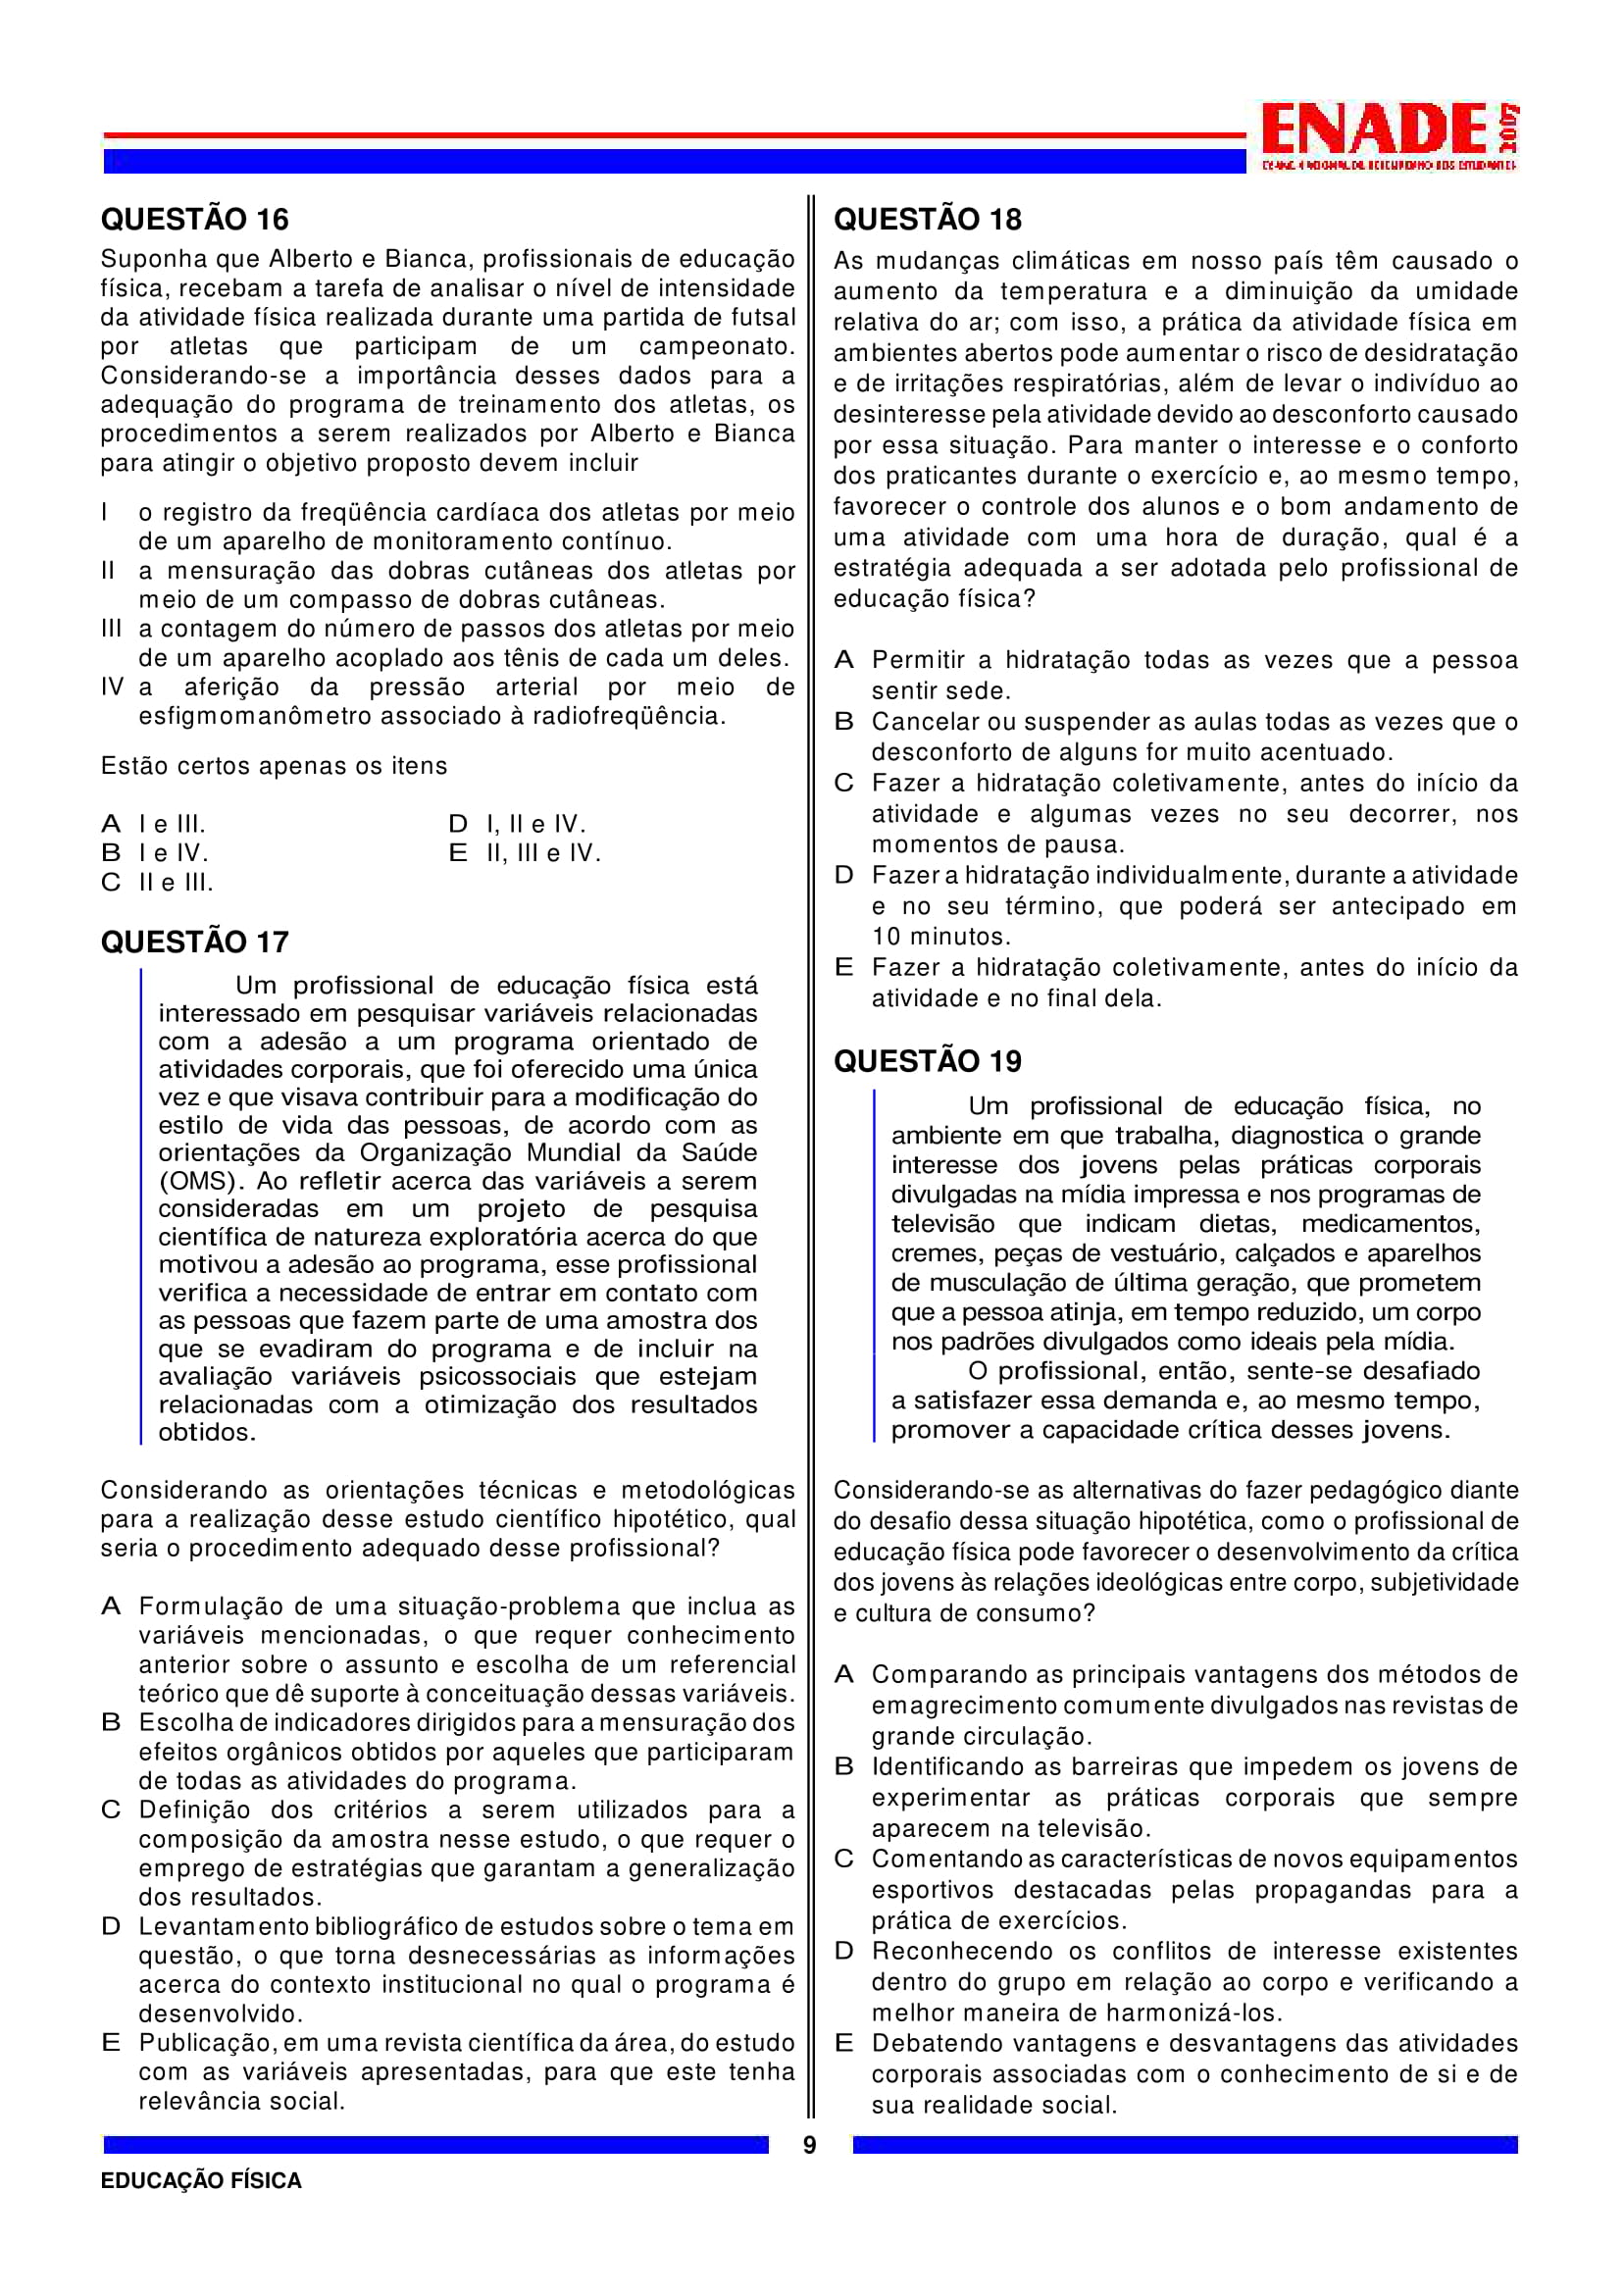 ENADE
2007
QUESTÃO 16
Suponha que Alberto e Bianca, profissionais de educação
física, recebam a tarefa de analisar o nível de intensidade
da atividade física realizada durante uma partida de futsal
por atletas que participam de um campeonato.
Considerando-se a importância desses dados para a
adequação do programa de treinamento dos atletas, os
procedimentos a serem realizados por Alberto e Bianca
para atingir o objetivo proposto devem incluir
I o registro da freqüência cardíaca dos atletas por meio
de um aparelho de monitoramento contínuo.
II a mensuração das dobras cutâneas dos atletas por
meio de um compasso de dobras cutâneas.
III a contagem do número de passos dos atletas por meio
de um aparelho acoplado aos tênis de cada um deles.
IV a aferição da pressão arterial por meio de
esfigmomanômetro associado à radiofreqüência.
Estão certos apenas os itens
A I e III.
B I e IV.
C II e III.
D I, II e IV.
E II, III e IV.
QUESTÃO 17
Um profissional de educação física está
interessado em pesquisar variáveis relacionadas
com a adesão a um programa orientado de
atividades corporais, que foi oferecido uma única
vez e que visava contribuir para a modificação do
estilo de vida das pessoas, de acordo com as
orientações da Organização Mundial da Saúde
(OMS). Ao refletir acerca das variáveis a serem
consideradas em um projeto de pesquisa
científica de natureza exploratória acerca do que
motivou a adesão ao programa, esse profissional
verifica a necessidade de entrar em contato com
as pessoas que fazem parte de uma amostra dos
que se evadiram do programa e de incluir na
avaliação variáveis psicossociais que estejam
relacionadas com a otimização dos resultados
obtidos.
Considerando as orientações técnicas e metodológicas
para a realização desse estudo científico hipotético, qual
seria o procedimento adequado desse profissional?
A Formulação de uma situação-problema que inclua as
variáveis mencionadas, o que requer conhecimento
anterior sobre o assunto e escolha de um referencial
teórico que dê suporte à conceituação dessas variáveis.
B Escolha de indicadores dirigidos para a mensuração dos
efeitos orgânicos obtidos por aqueles que participaram
de todas as atividades do programa.
C Definição dos critérios a serem utilizados para a
composição da amostra nesse estudo, o que requer o
emprego de estratégias que garantam a generalização
dos resultados.
D Levantamento bibliográfico de estudos sobre o tema em
questão, o que torna desnecessárias as informações
acerca do contexto institucional no qual o programa é
desenvolvido.
E Publicação, em uma revista científica da área, do estudo
com as variáveis apresentadas, para que este tenha
relevância social.
QUESTÃO 18
As mudanças climáticas em nosso país têm causado o
aumento da temperatura e a diminuição da umidade
relativa do ar; com isso, a prática da atividade física em
ambientes abertos pode aumentar o risco de desidratação
e de irritações respiratórias, além de levar o indivíduo ao
desinteresse pela atividade devido ao desconforto causado
por essa situação. Para manter o interesse e o conforto
dos praticantes durante o exercício e, ao mesmo tempo,
favorecer o controle dos alunos e o bom andamento de
uma atividade com uma hora de duração, qual é a
estratégia adequada a ser adotada pelo profissional de
educação física?
A Permitir a hidratação todas as vezes que a pessoa
sentir sede.
B Cancelar ou suspender as aulas todas as vezes que o
desconforto de alguns for muito acentuado.
C Fazer a hidratação coletivamente, antes do início da
atividade e algumas vezes no seu decorrer, nos
momentos de pausa.
D Fazer a hidratação individualmente, durante a atividade
e no seu término, que poderá ser antecipado em
10 minutos.
E Fazer a hidratação coletivamente, antes do início da
atividade e no final dela.
QUESTÃO 19
Um profissional de educação física, no
ambiente em que trabalha, diagnostica o grande
interesse dos jovens pelas práticas corporais
divulgadas na mídia impressa e nos programas de
televisão que indicam dietas, medicamentos,
cremes, peças de vestuário, calçados e aparelhos
de musculação de última geração, que prometem
que a pessoa atinja, em tempo reduzido, um corpo
nos padrões divulgados como ideais pela mídia.
O profissional, então, sente-se desafiado
a satisfazer essa demanda e, ao mesmo tempo,
promover a capacidade crítica desses jovens.
Considerando-se as alternativas do fazer pedagógico diante
do desafio dessa situação hipotética, como o profissional de
educação física pode favorecer o desenvolvimento da crítica
dos jovens às relações ideológicas entre corpo, subjetividade
e cultura de consumo?
A Comparando as principais vantagens dos métodos de
emagrecimento comumente divulgados nas revistas de
grande circulação.
B Identificando as barreiras que impedem os jovens de
experimentar as práticas corporais que sempre
aparecem na televisão.
C Comentando as características de novos equipamentos
esportivos destacadas pelas propagandas para a
prática de exercícios.
D Reconhecendo os conflitos de interesse existentes
dentro do grupo em relação ao corpo e verificando a
melhor maneira de harmonizá-los.
E Debatendo vantagens e desvantagens das atividades
corporais associadas com o conhecimento de si e de
sua realidade social.
9
EDUCAÇÃO FÍSICA